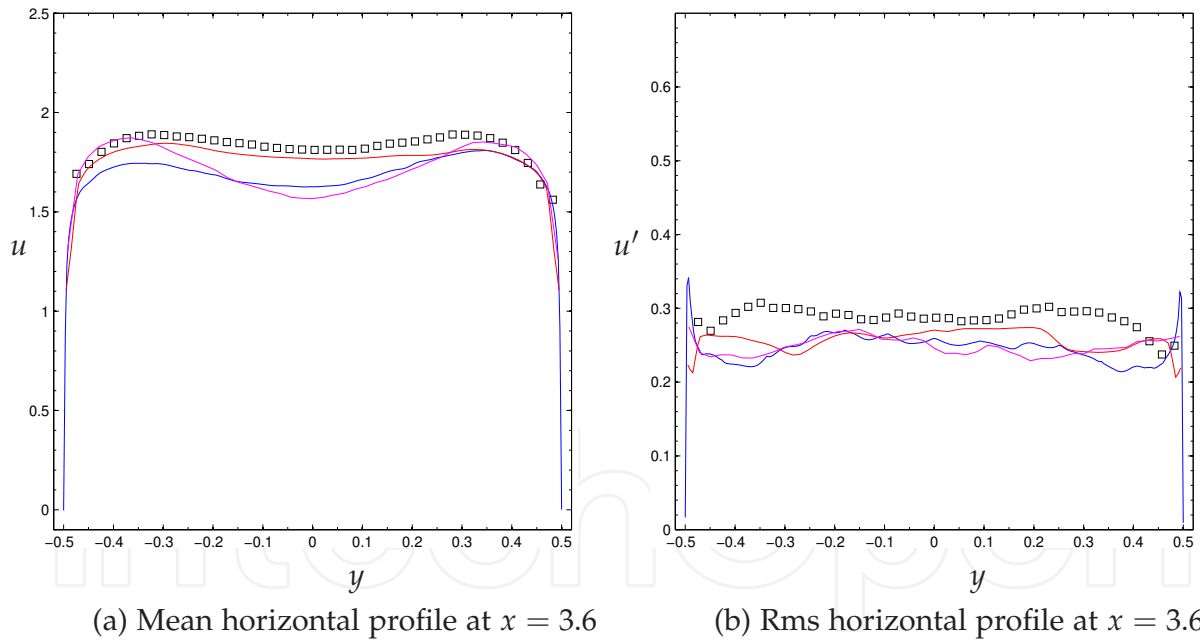 2.5
2
1.5
1
0.5
0
u
−0.5 −0.4 −0.3 −0.2 −0.1 0 0.1 0.2 0.3 0.4 0.5
y
(a) Mean horizontal profile at x = 3.6
0.6
0.5
0.4
0.3
0.2
0.1
0
u′
−0.5 −0.4 −0.3 −0.2 −0.1 0 0.1 0.2 0.3 0.4 0.5
y
(b) Rms horizontal profile at x = 3.6
intechopen